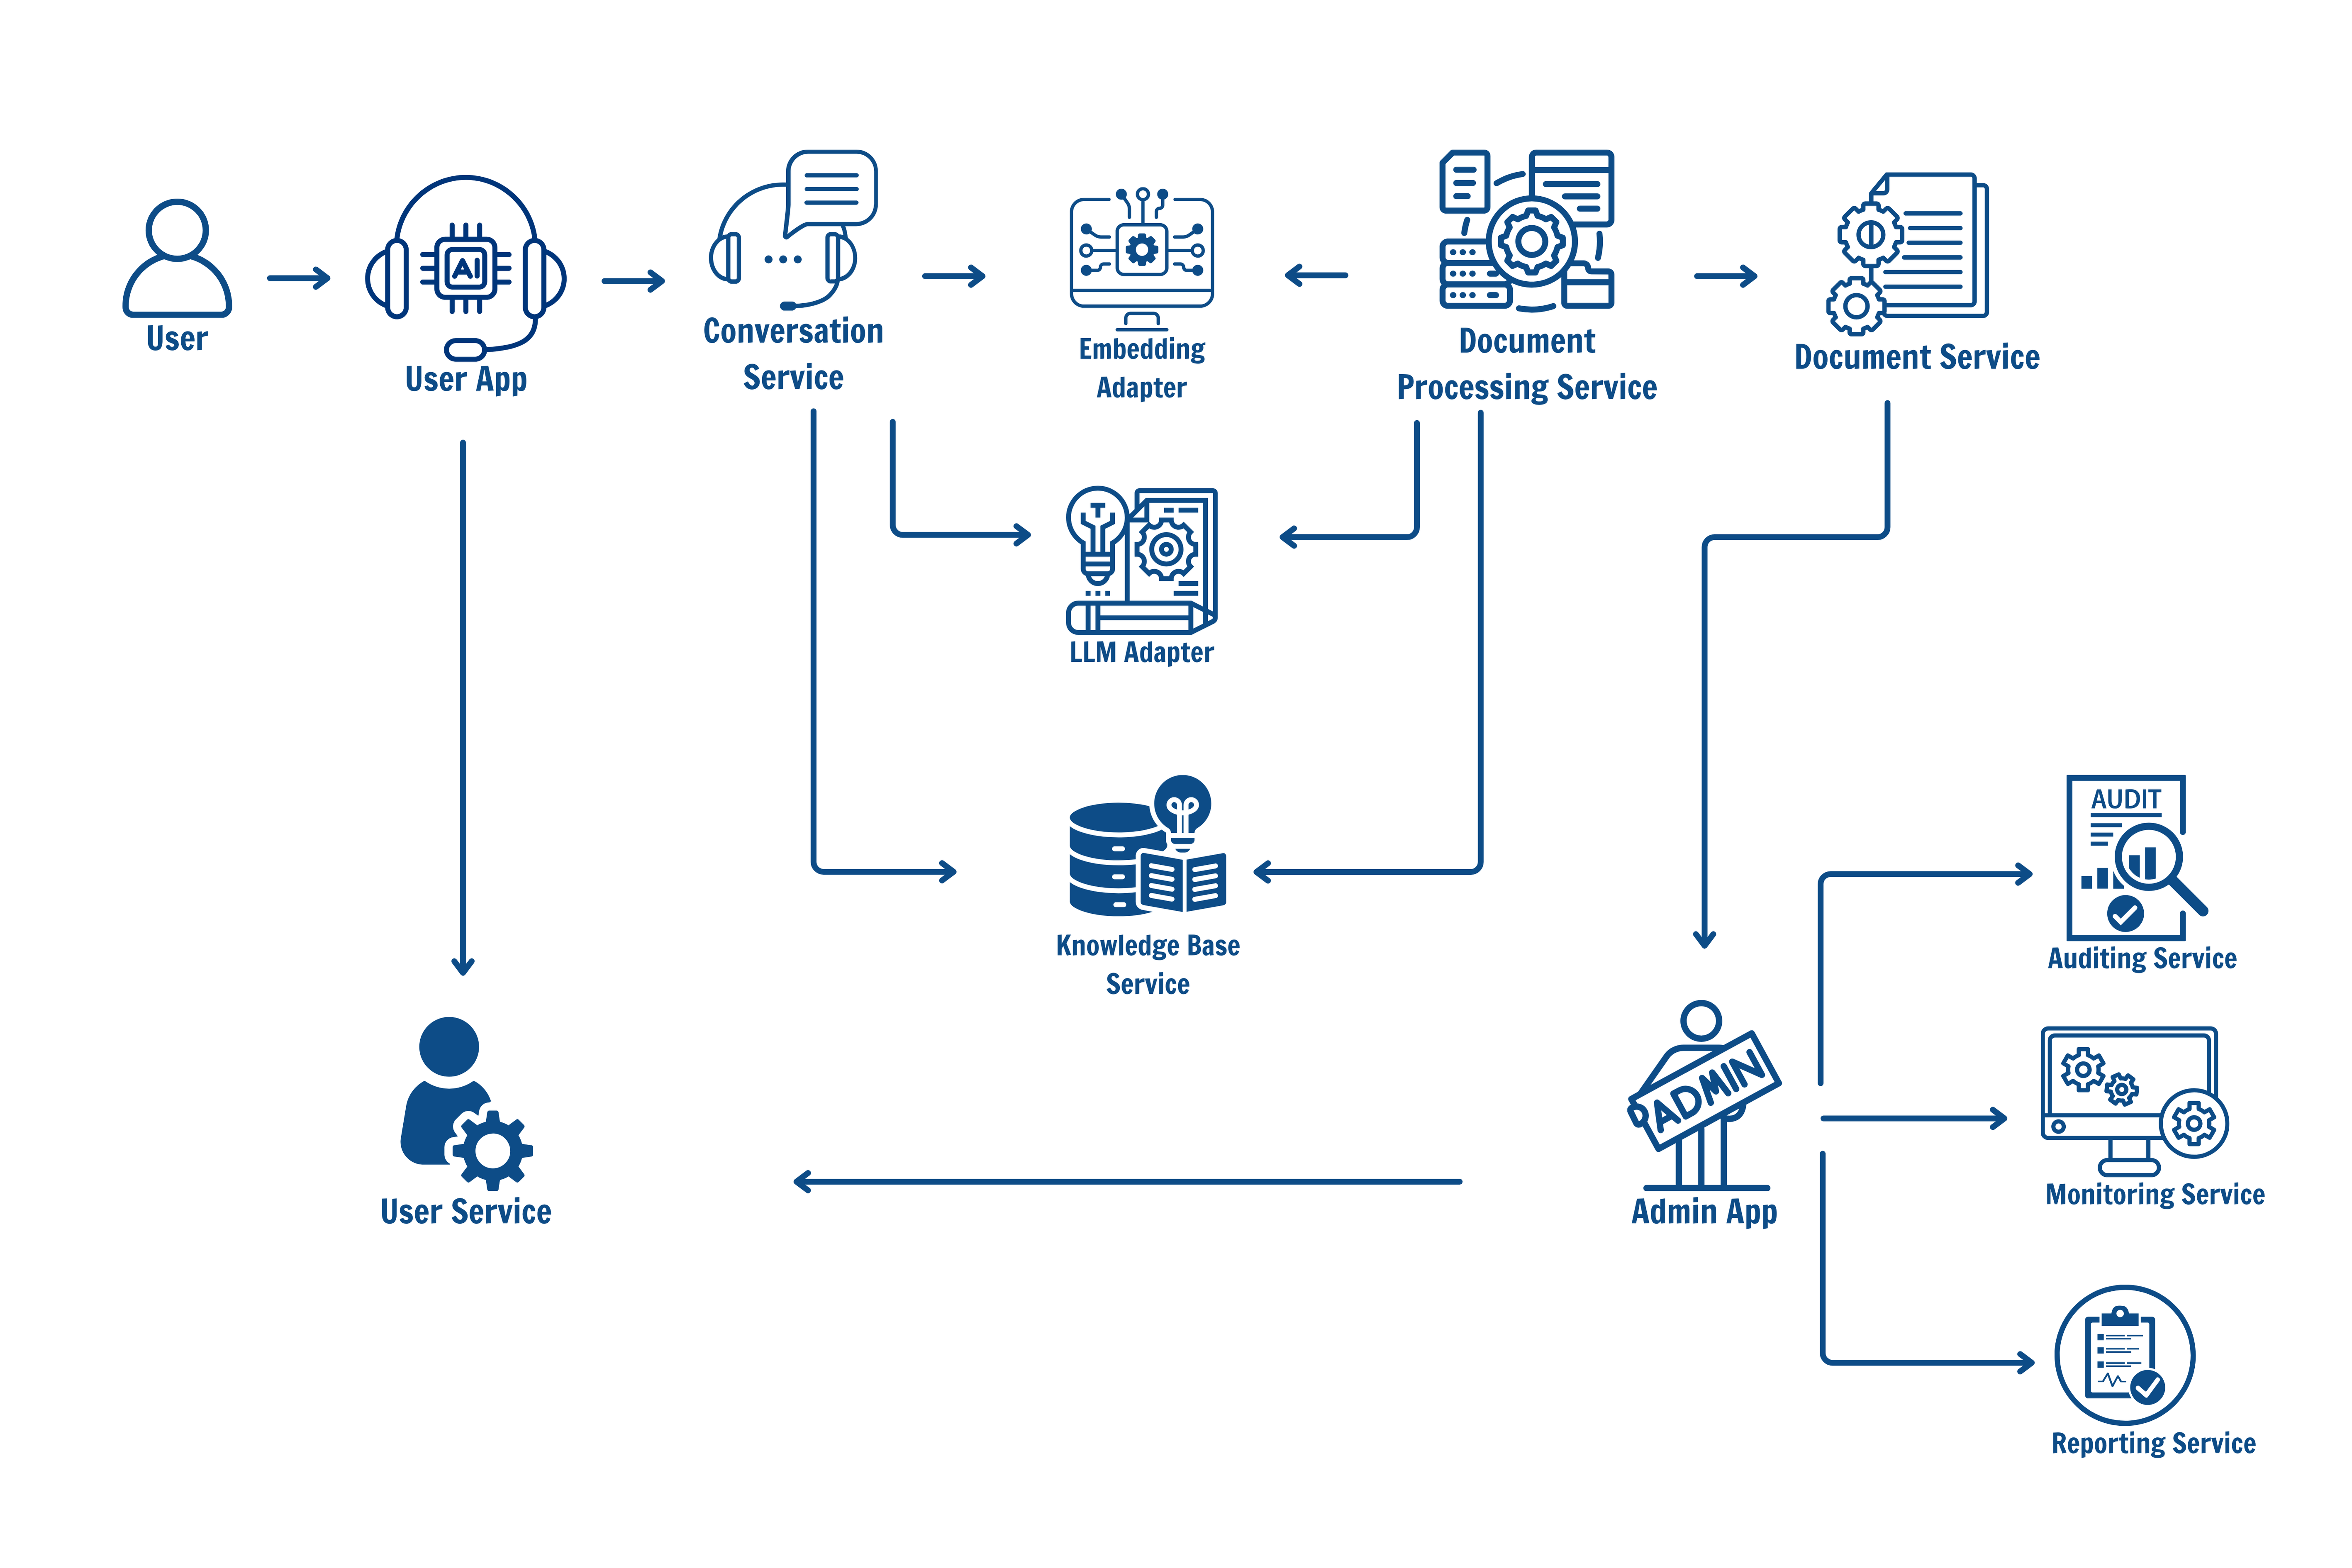 AI
User
User App
Conversation
Service
Embedding
Adapter
Document
Processing Service
Document Service
LLM Adapter
Knowledge Base
Service
AUDIT
Auditing Service
User Service
ADMIN
Admin App
Monitoring Service
Reporting Service